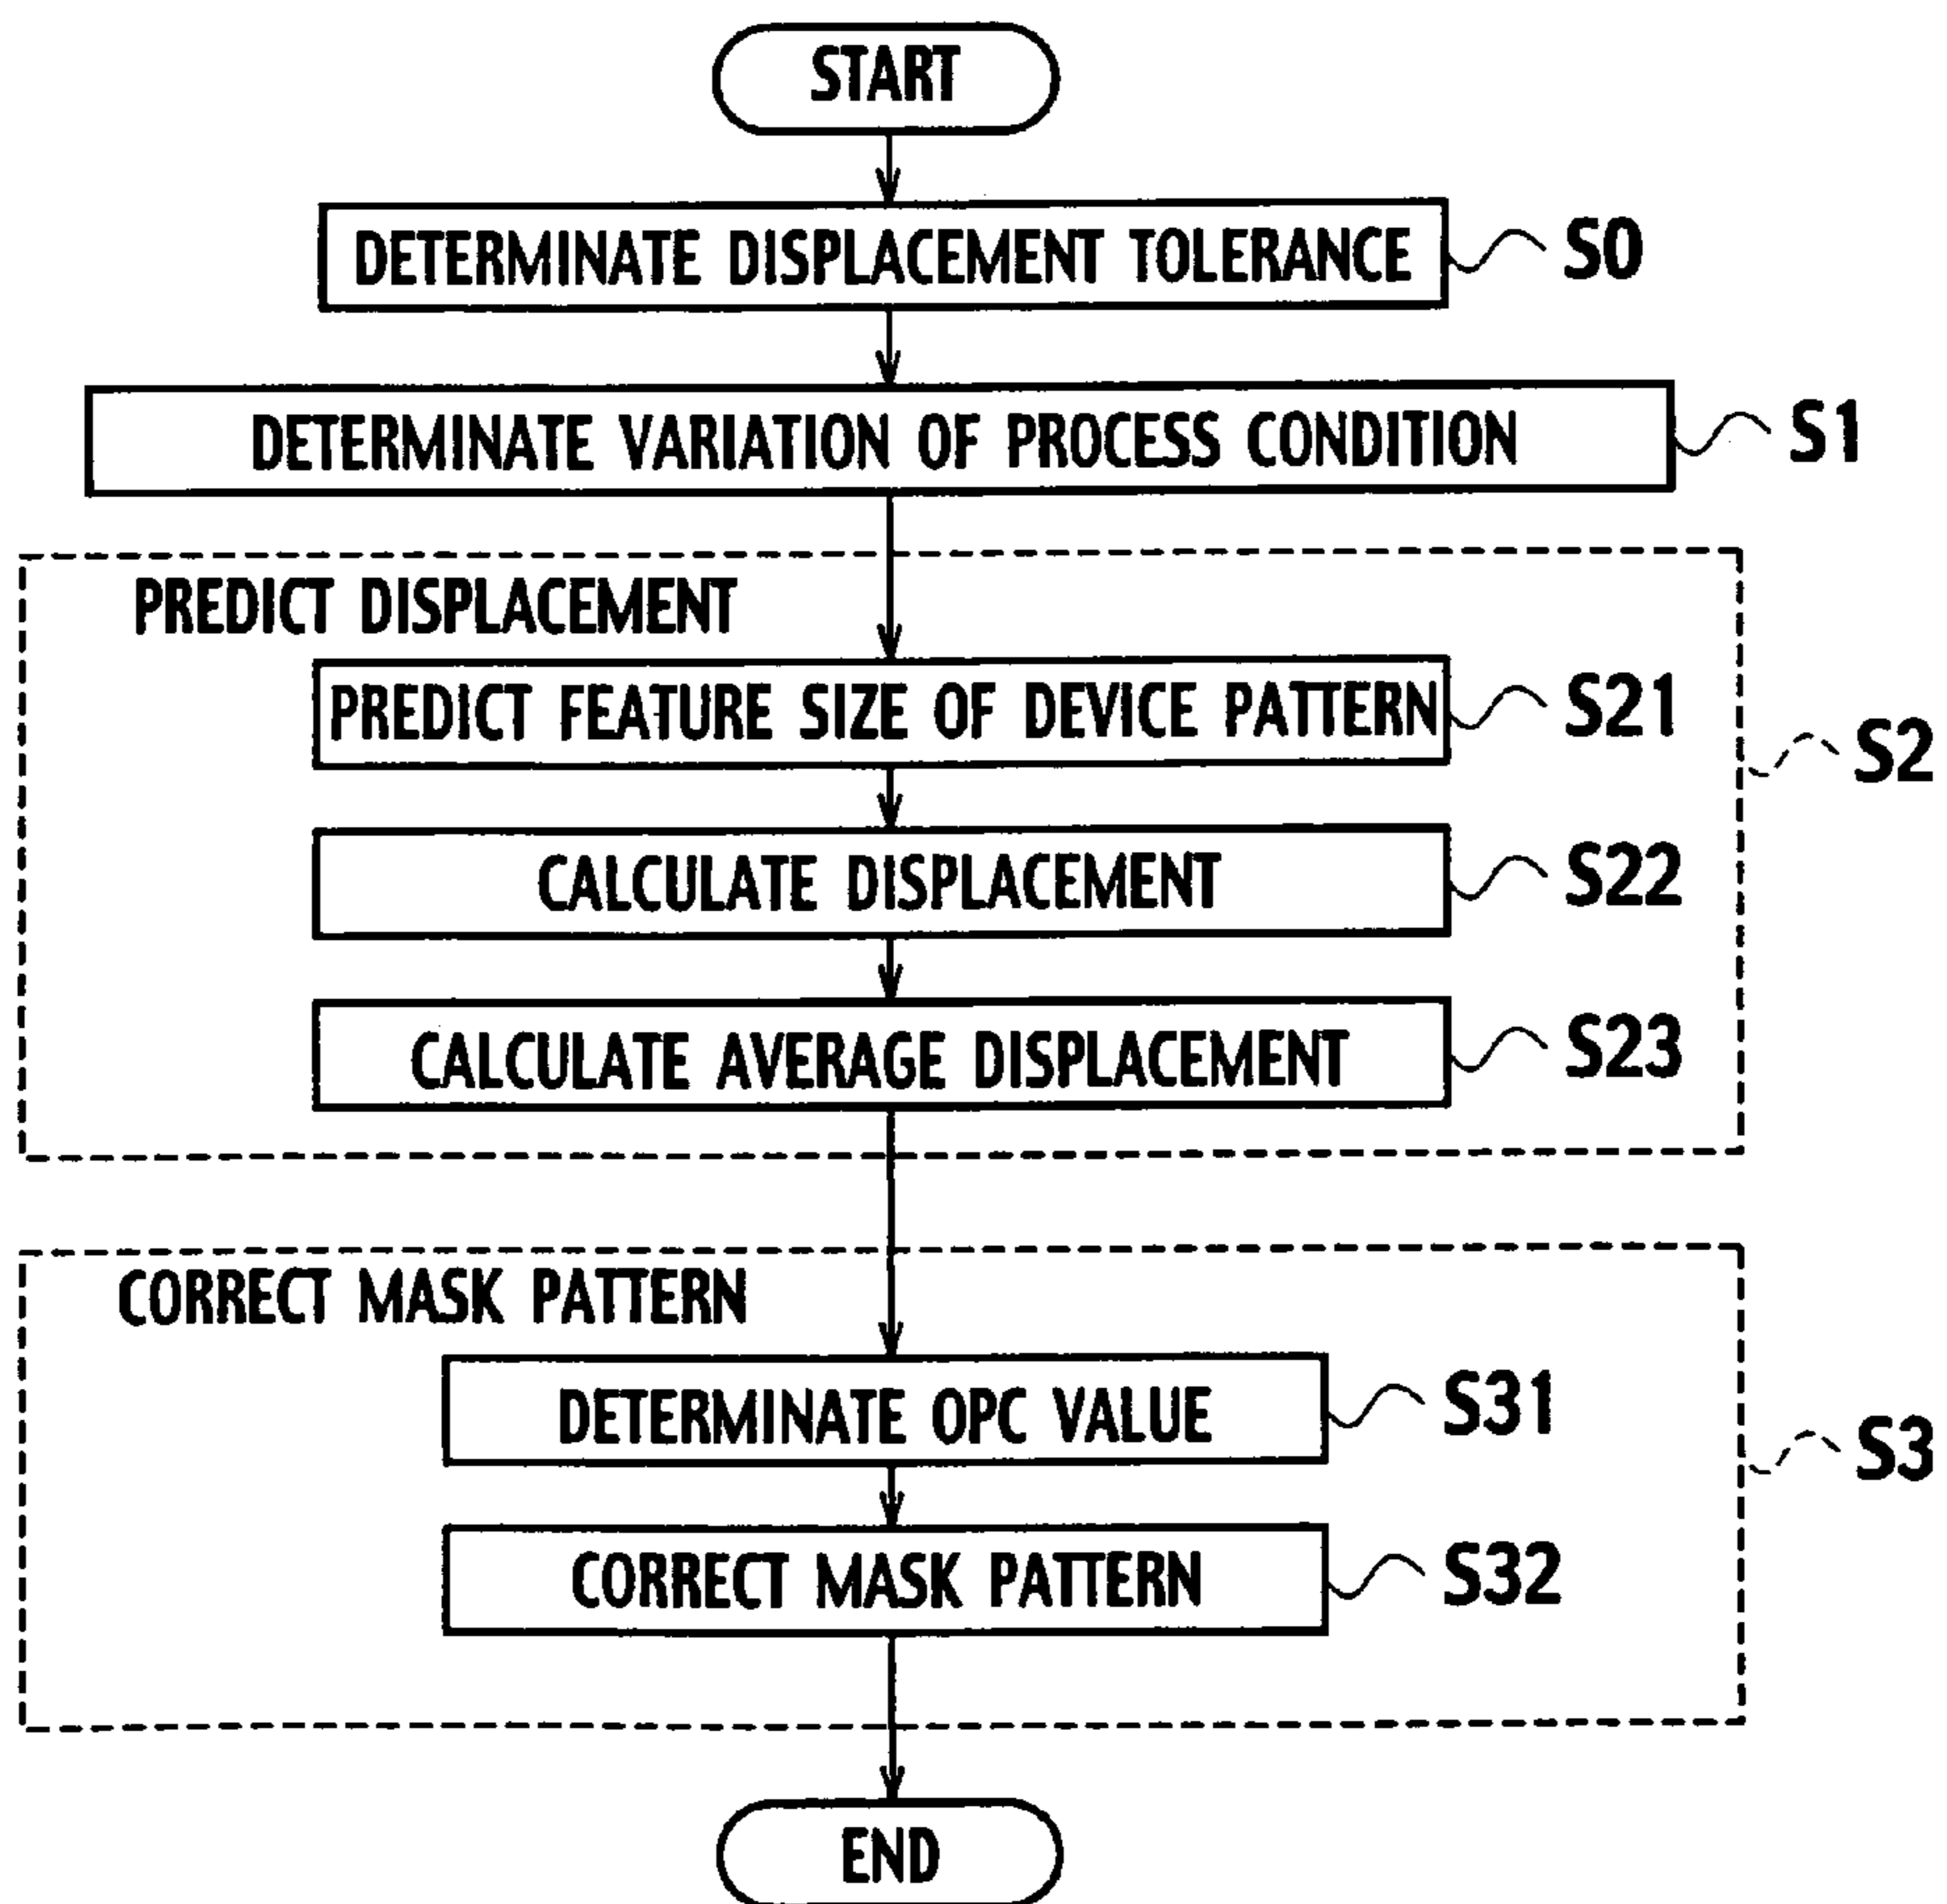 START
DETERMINATE DISPLACEMENT TOLERANCE S0
DETERMINATE VARIATION OF PROCESS CONDITION S1
PREDICT DISPLACEMENT
PREDICT FEATURE SIZE OF DEVICE PATTERN S21
S2
CALCULATE DISPLACEMENT S22
CALCULATE AVERAGE DISPLACEMENT S23
CORRECT MASK PATTERN
DETERMINATE OPC VALUE S31
S3
CORRECT MASK PATTERN S32
END